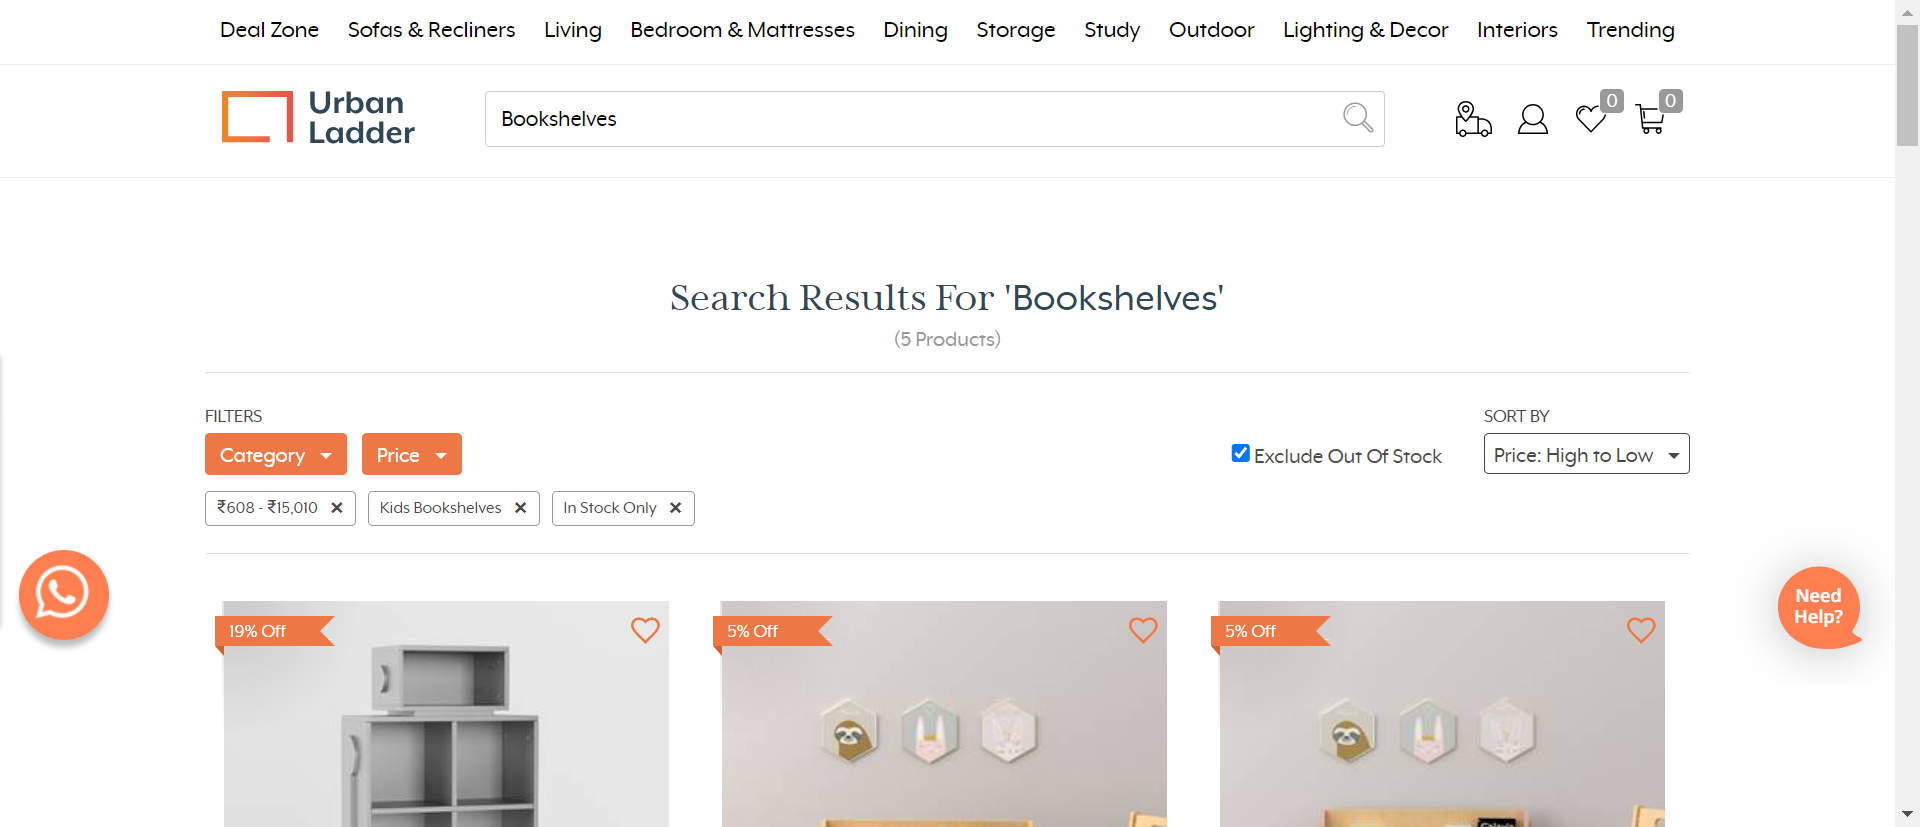 Deal Zone Sofas & Recliners Living Bedroom & Mattresses Dining Storage Study Outdoor Lighting & Decor Interiors Trending
Urban
Ladder
Bookshelves
0
0
Search Results For 'Bookshelves'
(5 Products)
FILTERS
SORT BY
Category
Price
Exclude Out Of Stock
Price: High to Low
₹608 - ₹15,010 ✕
Kids Bookshelves ✕
In Stock Only ✕
Need
Help?
19% Off
5% Off
5% Off